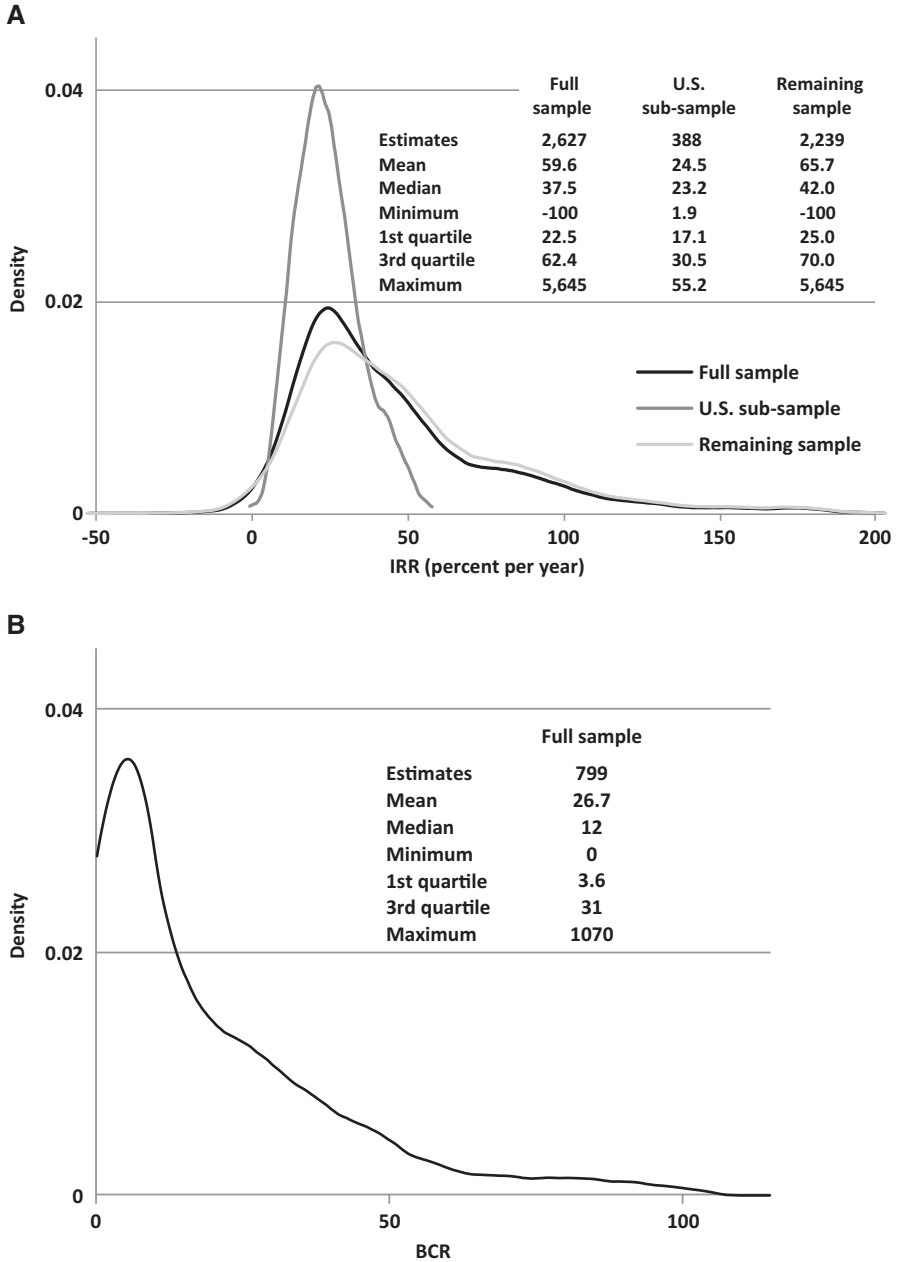 A
Full sample U.S. sub-sample Remaining sample
Estimates 2,627 388 2,239
Mean 59.6 24.5 65.7
Median 37.5 23.2 42.0
Minimum -100 1.9 -100
1st quartile 22.5 17.1 25.0
3rd quartile 62.4 30.5 70.0
Maximum 5,645 55.2 5,645
0.04
0.02
0
Density
Full sample
U.S. sub-sample
Remaining sample
-50 0 50 100 150 200
IRR (percent per year)
B
Full sample
Estimates 799
Mean 26.7
Median 12
Minimum 0
1st quartile 3.6
3rd quartile 31
Maximum 1070
0.04
0.02
0
Density
0 50 100
BCR